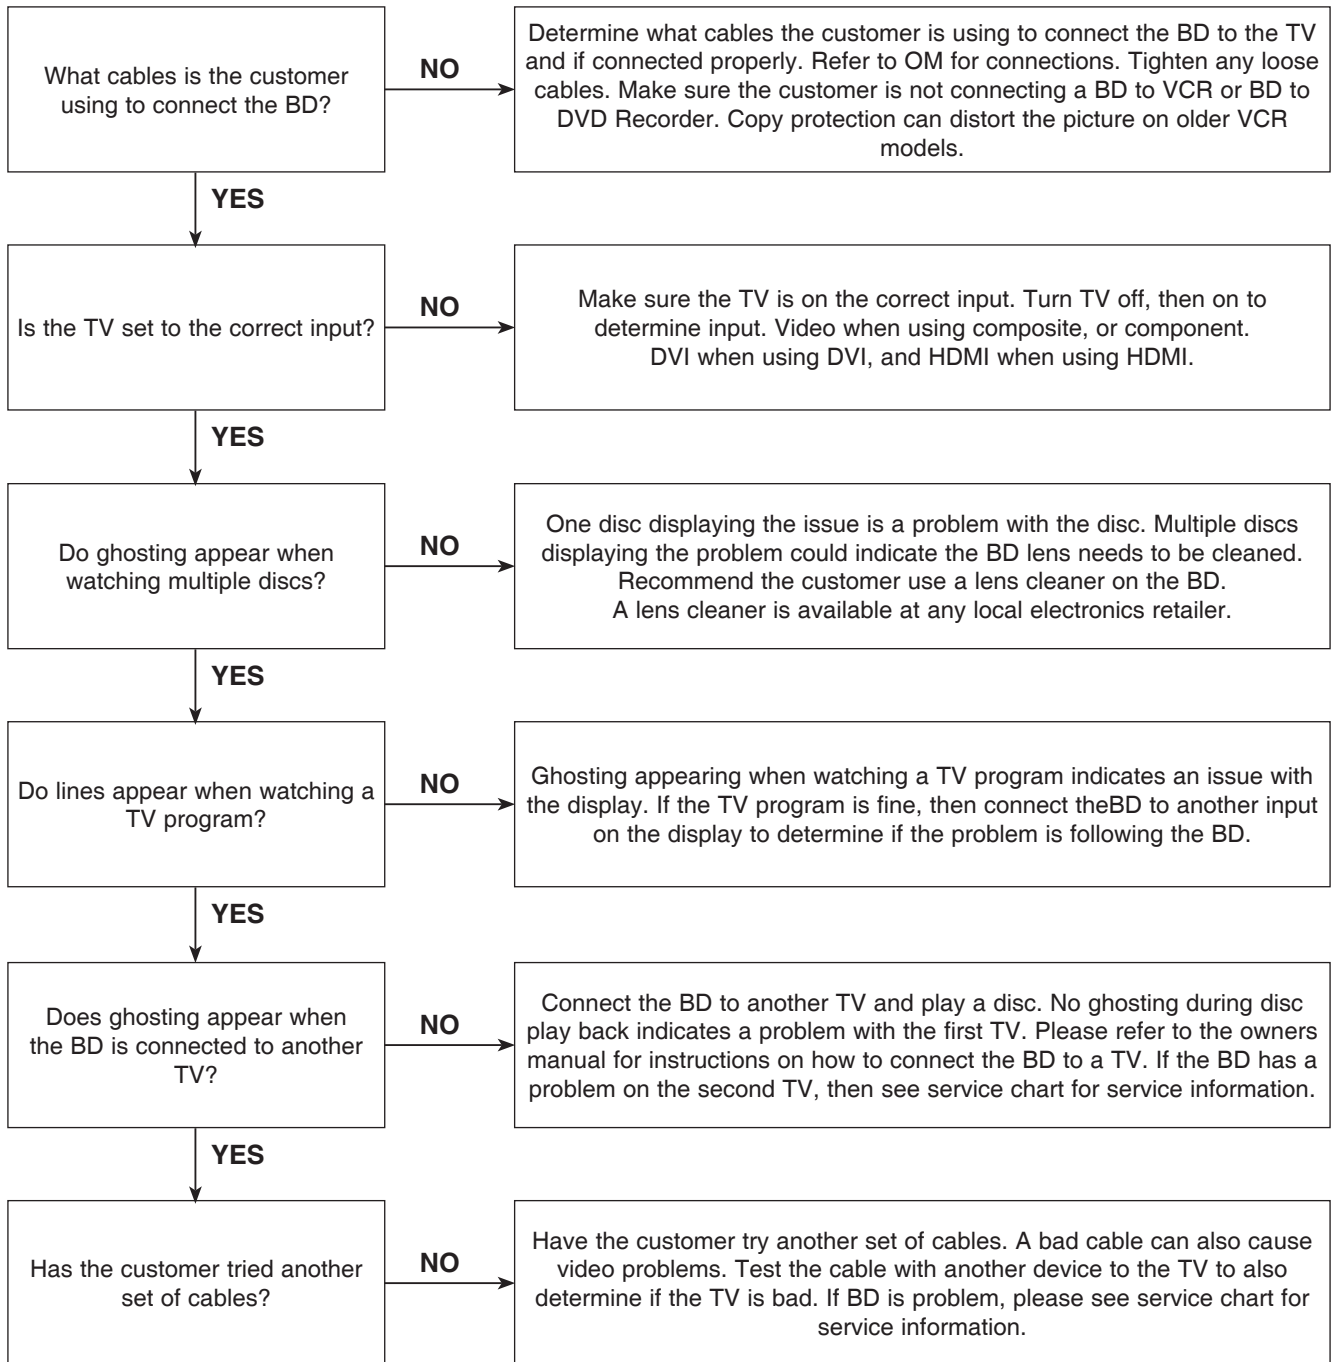 What cables is the customer
using to connect the BD?
NO
Determine what cables the customer is using to connect the BD to the TV
and if connected properly. Refer to OM for connections. Tighten any loose
cables. Make sure the customer is not connecting a BD to VCR or BD to
DVD Recorder. Copy protection can distort the picture on older VCR
models.
YES
Is the TV set to the correct input?
NO
Make sure the TV is on the correct input. Turn TV off, then on to
determine input. Video when using composite, or component.
DVI when using DVI, and HDMI when using HDMI.
YES
Do ghosting appear when
watching multiple discs?
NO
One disc displaying the issue is a problem with the disc. Multiple discs
displaying the problem could indicate the BD lens needs to be cleaned.
Recommend the customer use a lens cleaner on the BD.
A lens cleaner is available at any local electronics retailer.
YES
Do lines appear when watching a
TV program?
NO
Ghosting appearing when watching a TV program indicates an issue with
the display. If the TV program is fine, then connect theBD to another input
on the display to determine if the problem is following the BD.
YES
Does ghosting appear when
the BD is connected to another
TV?
NO
Connect the BD to another TV and play a disc. No ghosting during disc
play back indicates a problem with the first TV. Please refer to the owners
manual for instructions on how to connect the BD to a TV. If the BD has a
problem on the second TV, then see service chart for service information.
YES
Has the customer tried another
set of cables?
NO
Have the customer try another set of cables. A bad cable can also cause
video problems. Test the cable with another device to the TV to also
determine if the TV is bad. If BD is problem, please see service chart for
service information.